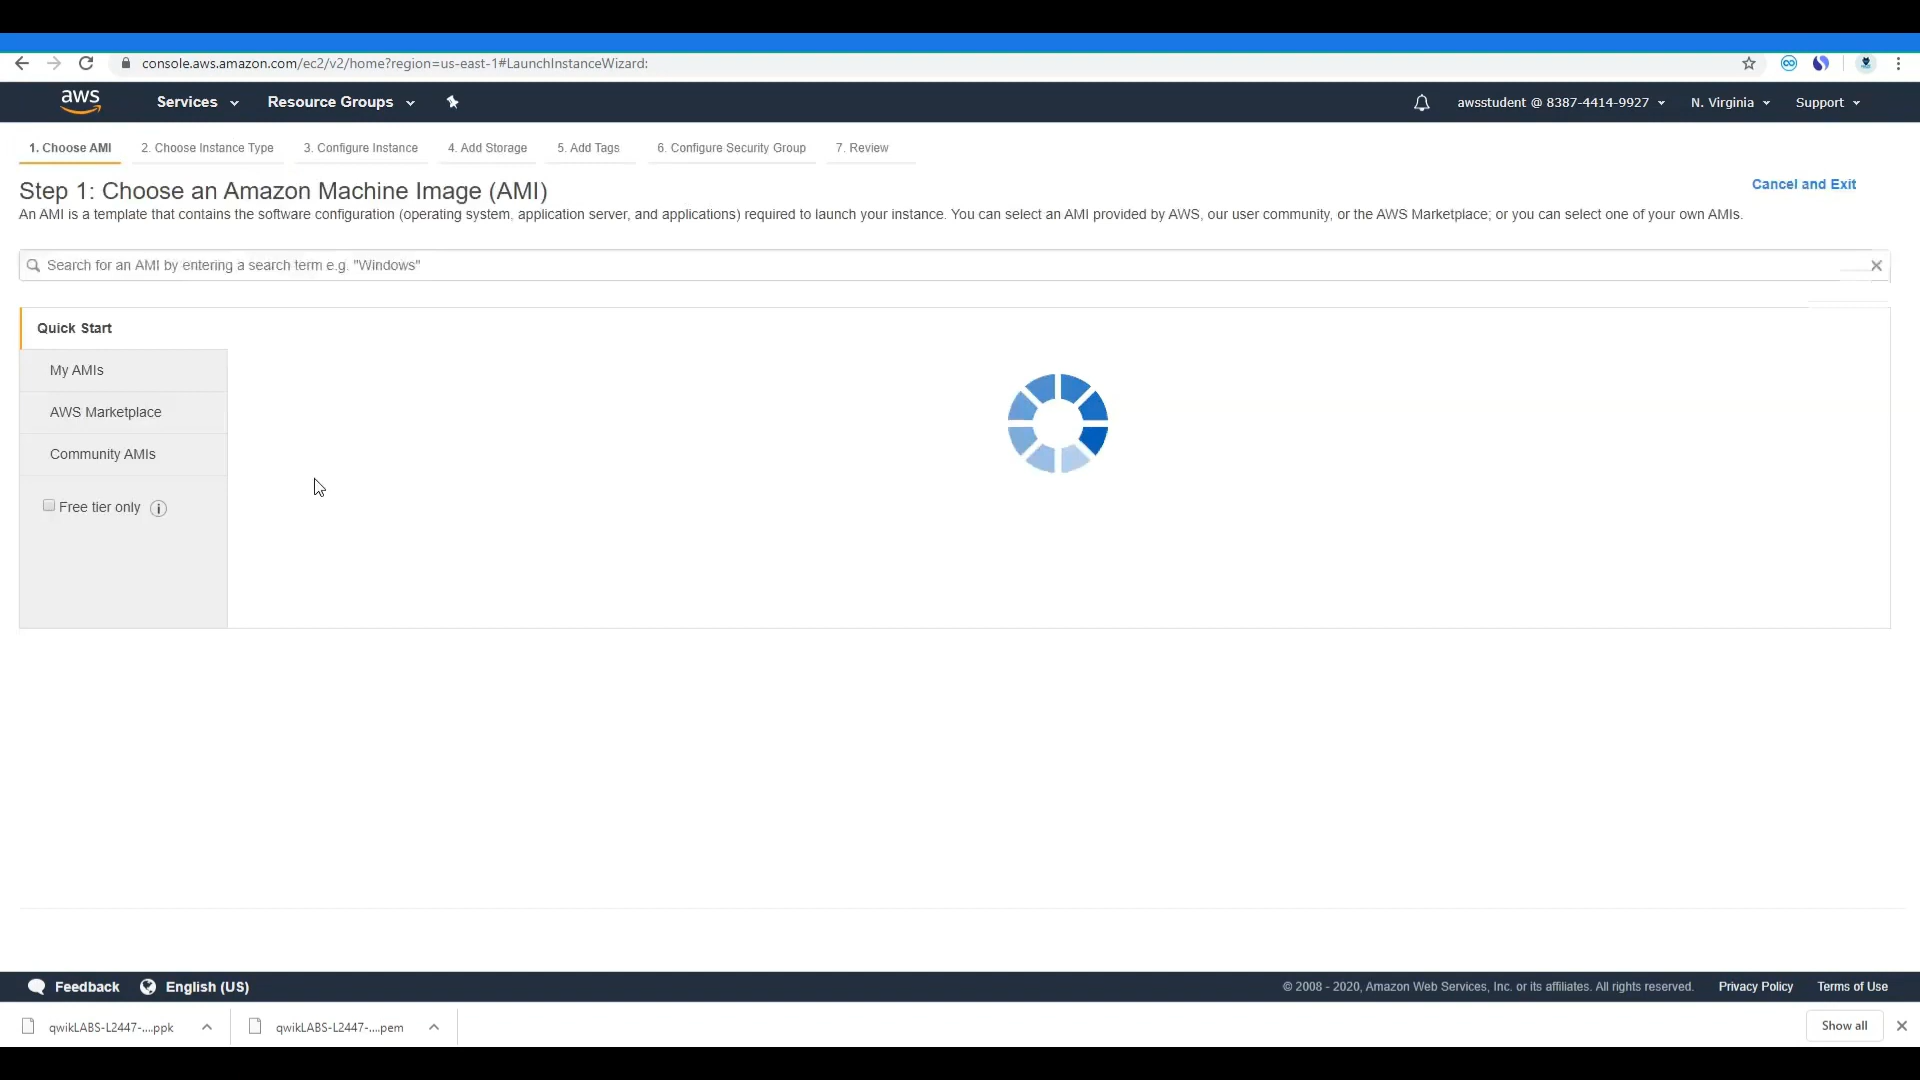 console.aws.amazon.com/ec2/v2/home?region=us-east-1#LaunchInstanceWizard:
aws Services Resource Groups awsstudent @ 8387-4414-9927 N. Virginia Support
1. Choose AMI 2. Choose Instance Type 3. Configure Instance 4. Add Storage 5. Add Tags 6. Configure Security Group 7. Review
Step 1: Choose an Amazon Machine Image (AMI)
Cancel and Exit
An AMI is a template that contains the software configuration (operating system, application server, and applications) required to launch your instance. You can select an AMI provided by AWS, our user community, or the AWS Marketplace; or you can select one of your own AMIs.
Search for an AMI by entering a search term e.g. "Windows"
Quick Start
My AMIs
AWS Marketplace
Community AMIs
Free tier only
Feedback English (US) © 2008 - 2020, Amazon Web Services, Inc. or its affiliates. All rights reserved. Privacy Policy Terms of Use
qwikLABS-L2447-....ppk qwikLABS-L2447-....pem Show all